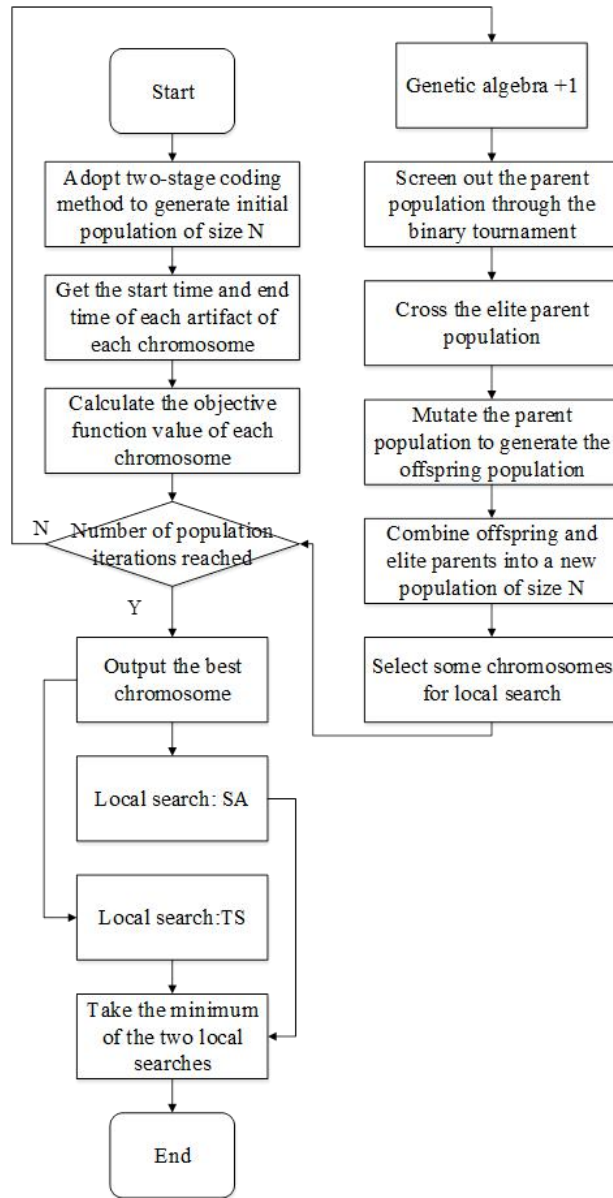 Start
Adopt two-stage coding
method to generate initial
population of size N
Get the start time and end
time of each artifact of
each chromosome
Calculate the objective
function value of each
chromosome
N
Number of population
iterations reached
Y
Output the best
chromosome
Local search: SA
Local search:TS
Take the minimum
of the two local
searches
End
Genetic algebra +1
Screen out the parent
population through the
binary tournament
Cross the elite parent
population
Mutate the parent
population to generate the
offspring population
Combine offspring and
elite parents into a new
population of size N
Select some chromosomes
for local search